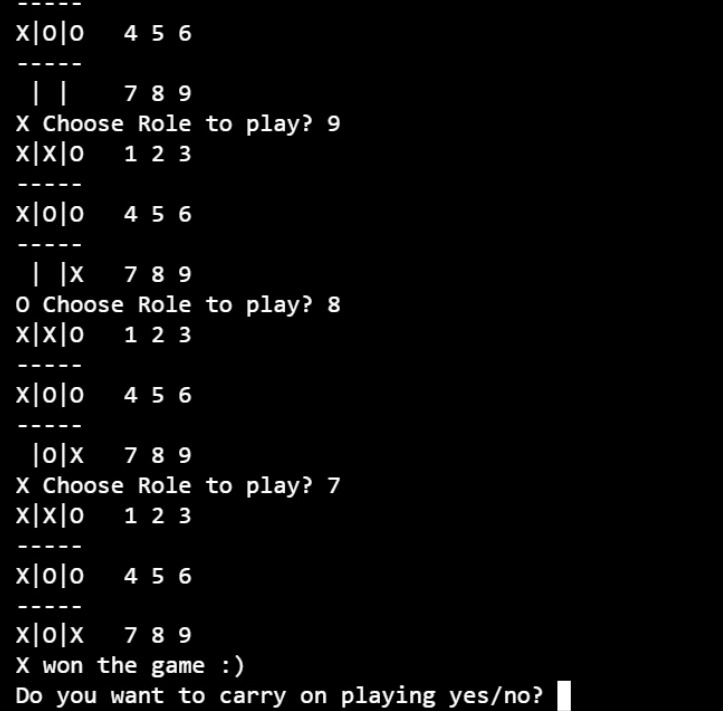 -----
X|O|O   4 5 6
-----
 | |    7 8 9
X Choose Role to play? 9
X|X|O   1 2 3
-----
X|O|O   4 5 6
-----
 | |X   7 8 9
O Choose Role to play? 8
X|X|O   1 2 3
-----
X|O|O   4 5 6
-----
 |O|X   7 8 9
X Choose Role to play? 7
X|X|O   1 2 3
-----
X|O|O   4 5 6
-----
X|O|X   7 8 9
X won the game :)
Do you want to carry on playing yes/no?